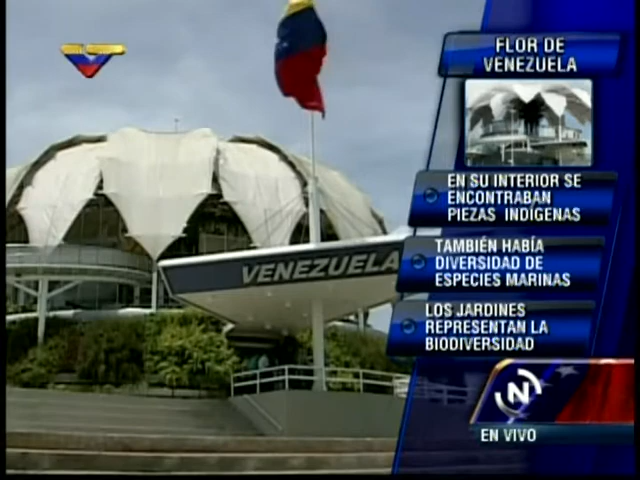 FLOR DE
VENEZUELA
EN SU INTERIOR SE
ENCONTRABAN
PIEZAS INDÍGENAS
VENEZUELA
TAMBIÉN HABÍA
DIVERSIDAD DE
ESPECIES MARINAS
LOS JARDINES
REPRESENTAN LA
BIODIVERSIDAD
N
EN VIVO